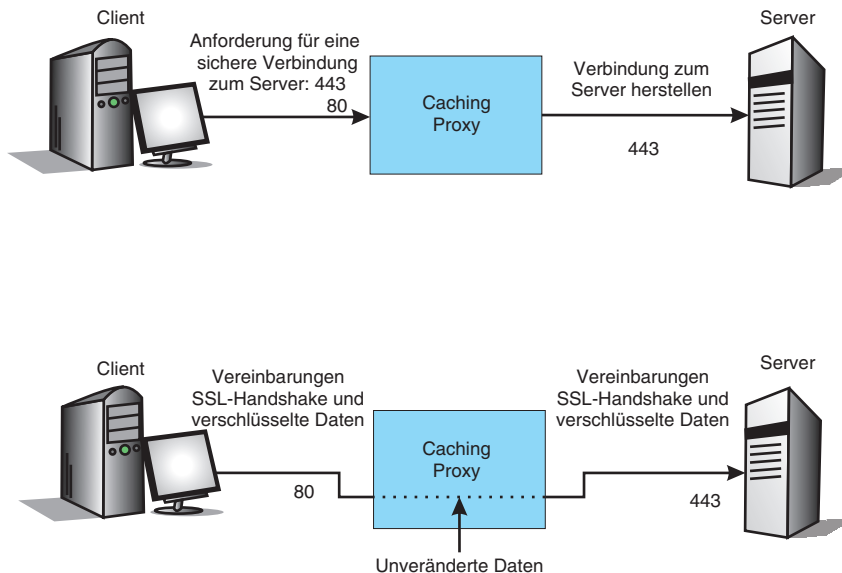 Client
Server
Anforderung für eine
sichere Verbindung
zum Server: 443
80
Caching
Proxy
Verbindung zum
Server herstellen
443
Client
Server
Vereinbarungen
SSL-Handshake und
verschlüsselte Daten
80
Caching
Proxy
Vereinbarungen
SSL-Handshake und
verschlüsselte Daten
443
Unveränderte Daten